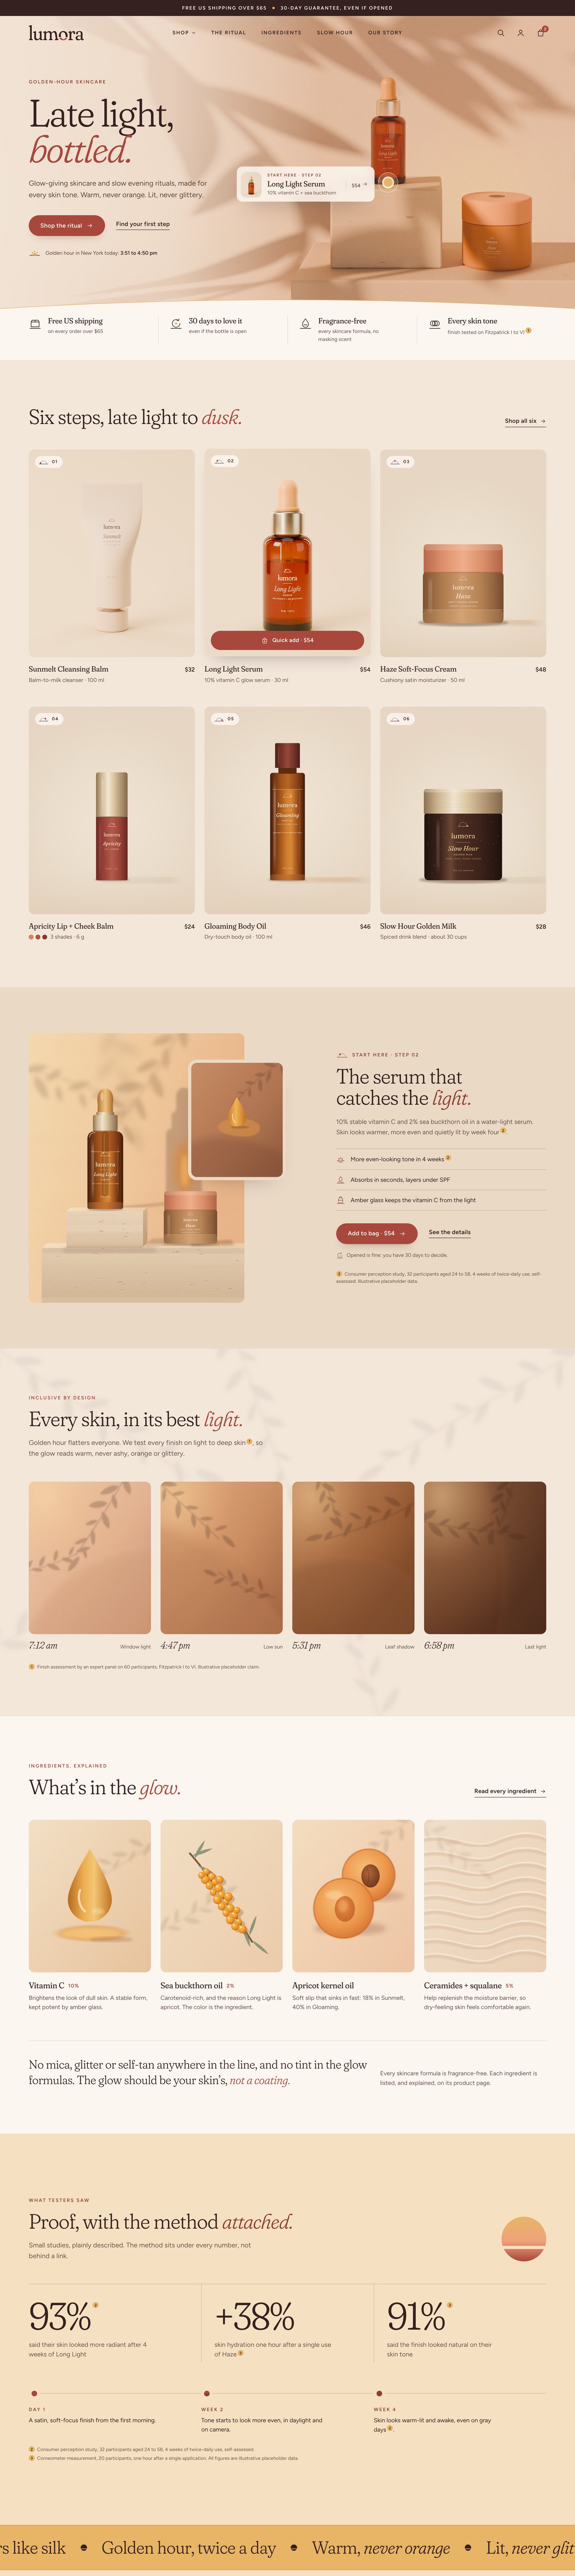 FREE US SHIPPING OVER $65 • 30-DAY GUARANTEE, EVEN IF OPENED
lumora
SHOP
THE RITUAL
INGREDIENTS
SLOW HOUR
OUR STORY
GOLDEN-HOUR SKINCARE
Late light,
bottled.
Glow-giving skincare and slow evening rituals, made for
every skin tone. Warm, never orange. Lit, never glittery.
Shop the ritual →
Find your first step
Golden hour in New York today: 3:51 to 4:50 pm
START HERE · STEP 02
Long Light Serum
10% vitamin C + sea buckthorn
$54 →
Free US shipping
on every order over $65
30 days to love it
even if the bottle is open
Fragrance-free
every skincare formula, no
masking scent
Every skin tone
finish tested on Fitzpatrick I to VI 1
Six steps, late light to dusk.
Shop all six →
01
lumora
Sunmelt
02
lumora
Long Light
Quick add · $54
03
lumora
Haze
Sunmelt Cleansing Balm
$32
Balm-to-milk cleanser · 100 ml
Long Light Serum
$54
10% vitamin C glow serum · 30 ml
Haze Soft-Focus Cream
$48
Cushiony satin moisturizer · 50 ml
04
lumora
Apricity
05
lumora
Gloaming
06
lumora
Slow Hour
Apricity Lip + Cheek Balm
$24
3 shades · 6 g
Gloaming Body Oil
$46
Dry-touch body oil · 100 ml
Slow Hour Golden Milk
$28
Spiced drink blend · about 30 cups
lumora
Long Light
START HERE · STEP 02
The serum that
catches the light.
10% stable vitamin C and 2% sea buckthorn oil in a water-light serum.
Skin looks warmer, more even and quietly lit by week four 2.
More even-looking tone in 4 weeks 2
Absorbs in seconds, layers under SPF
Amber glass keeps the vitamin C from the light
Add to bag · $54 →
See the details
Opened is fine: you have 30 days to decide.
2 Consumer perception study, 32 participants aged 24 to 58, 4 weeks of twice-daily use, self-
assessed. Illustrative placeholder data.
INCLUSIVE BY DESIGN
Every skin, in its best light.
Golden hour flatters everyone. We test every finish on light to deep skin 1, so
the glow reads warm, never ashy, orange or glittery.
7:12 am
Window light
4:47 pm
Low sun
5:31 pm
Leaf shadow
6:58 pm
Last light
1 Finish assessment by an expert panel on 60 participants, Fitzpatrick I to VI. Illustrative placeholder claim.
INGREDIENTS, EXPLAINED
What's in the glow.
Read every ingredient →
Vitamin C 10%
Brightens the look of dull skin. A stable form,
kept potent by amber glass.
Sea buckthorn oil 2%
Carotenoid-rich, and the reason Long Light is
apricot. The color is the ingredient.
Apricot kernel oil
Soft slip that sinks in fast: 18% in Sunmelt,
40% in Gloaming.
Ceramides + squalane 5%
Help replenish the moisture barrier, so
dry-feeling skin feels comfortable again.
No mica, glitter or self-tan anywhere in the line, and no tint in the glow
formulas. The glow should be your skin's, not a coating.
Every skincare formula is fragrance-free. Each ingredient is
listed, and explained, on its product page.
WHAT TESTERS SAW
Proof, with the method attached.
Small studies, plainly described. The method sits under every number, not
behind a link.
93% 2
said their skin looked more radiant after 4
weeks of Long Light
+38%
skin hydration one hour after a single use
of Haze 3
91% 2
said the finish looked natural on their
skin tone
DAY 1
A satin, soft-focus finish from the first morning.
WEEK 2
Tone starts to look more even, in daylight and
on camera.
WEEK 4
Skin looks warm-lit and awake, even on gray
days 2.
2 Consumer perception study, 32 participants aged 24 to 58, 4 weeks of twice-daily use, self-assessed.
3 Corneometer measurement, 20 participants, one hour after a single application. All figures are illustrative placeholder data.
s like silk • Golden hour, twice a day • Warm, never orange • Lit, never glit